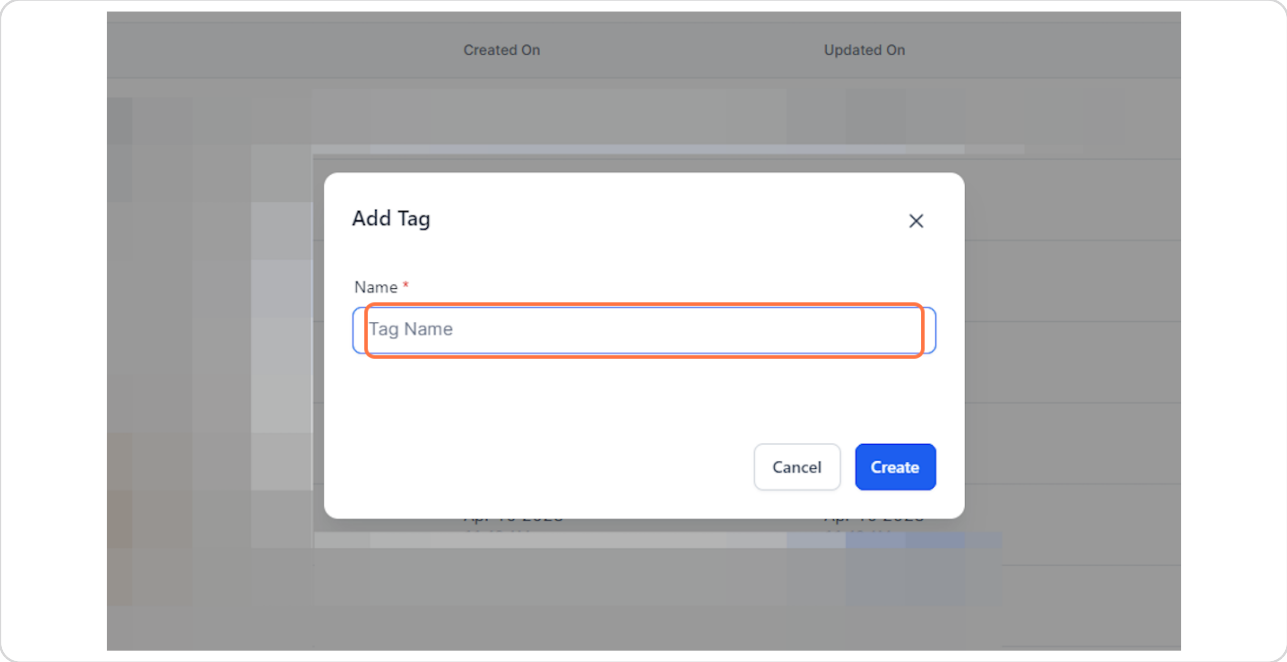 Created On Updated On
Add Tag
Name *
Tag Name
Cancel Create